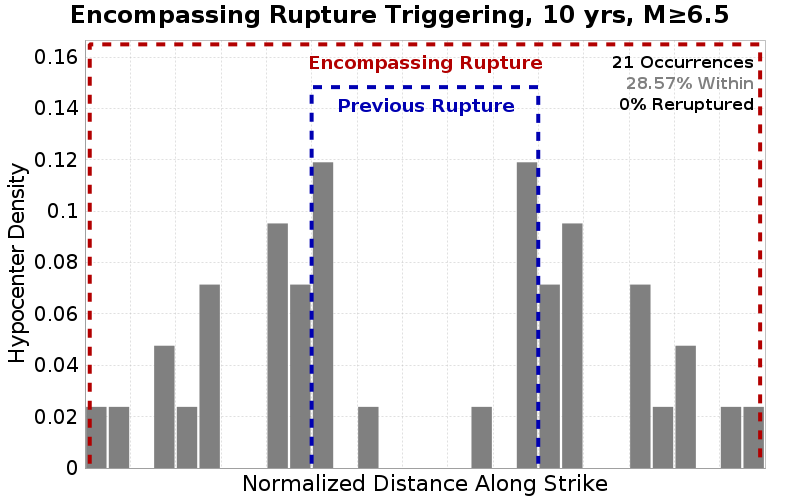 Encompassing Rupture Triggering, 10 yrs, M≥6.5
Encompassing Rupture
Previous Rupture
21 Occurrences
28.57% Within
0% Reruptured
Hypocenter Density
0.16
0.14
0.12
0.1
0.08
0.06
0.04
0.02
0
Normalized Distance Along Strike